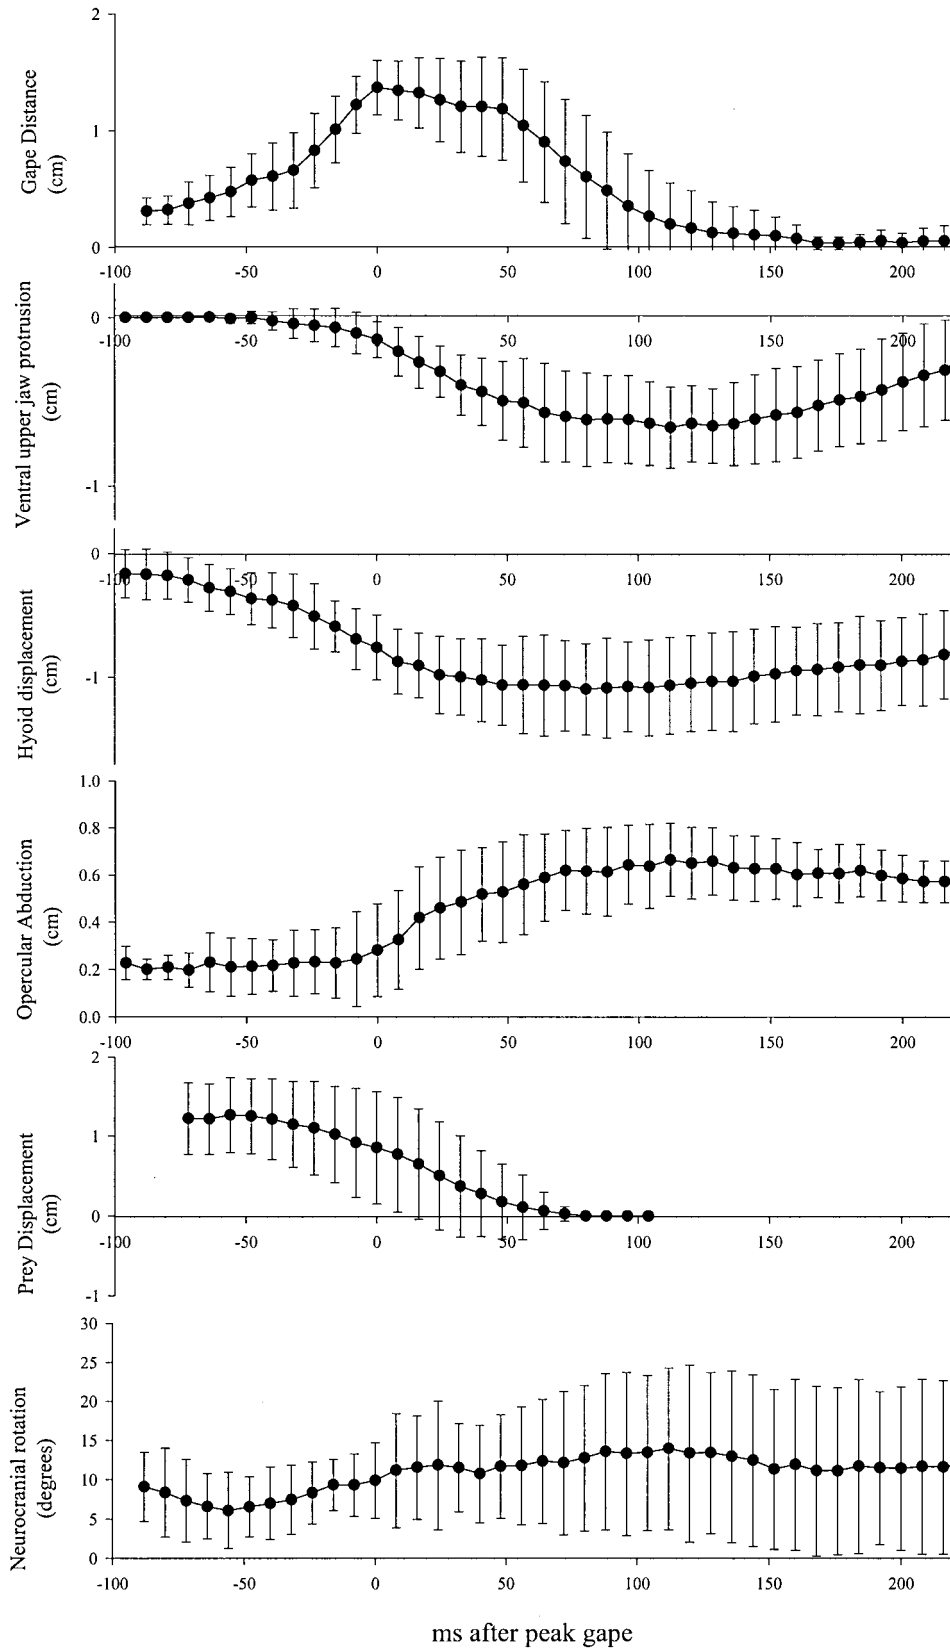 2
1
0
Gape Distance
(cm)
-100 -50 0 50 100 150 200
0
-1
Ventral upper jaw protrusion
(cm)
-100 -50 0 50 100 150 200
0
-1
Hyoid displacement
(cm)
-100 -50 0 50 100 150 200
1.0
0.8
0.6
0.4
0.2
0.0
Opercular Abduction
(cm)
-100 -50 0 50 100 150 200
2
1
0
-1
Prey Displacement
(cm)
-100 -50 0 50 100 150 200
30
25
20
15
10
5
0
Neurocranial rotation
(degrees)
-100 -50 0 50 100 150 200
ms after peak gape